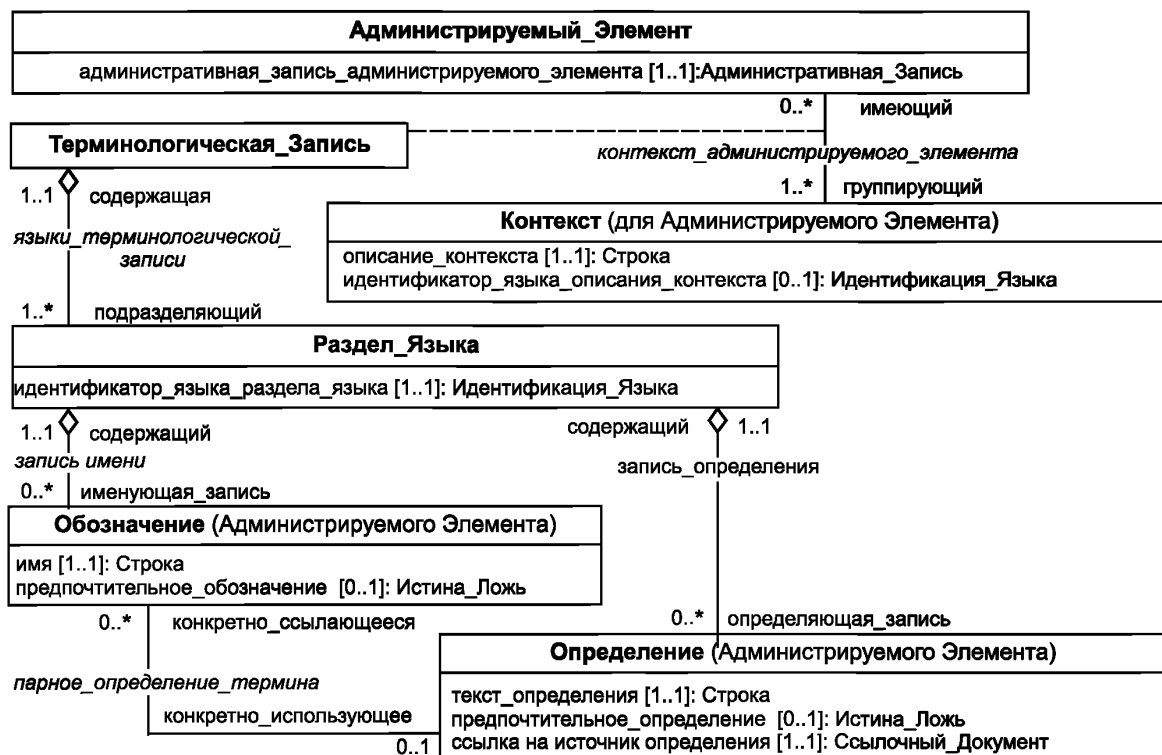 Администрируемый_Элемент
административная_запись_администрируемого_элемента [1..1]:Административная_Запись
0..* имеющий
Терминологическая_Запись
контекст_администрируемого_элемента
1..1 содержащая
1..* группирующий
языки_терминологической_
записи
Контекст (для Администрируемого Элемента)
описание_контекста [1..1]: Строка
идентификатор_языка_описания_контекста [0..1]: Идентификация_Языка
1..* подразделяющий
Раздел_Языка
идентификатор_языка_раздела_языка [1..1]: Идентификация_Языка
1..1 содержащий
содержащий 1..1
запись имени
запись_определения
0..* именующая_запись
Обозначение (Администрируемого Элемента)
имя [1..1]: Строка
предпочтительное_обозначение [0..1]: Истина_Ложь
0..* конкретно_ссылающееся
0..* определяющая_запись
Определение (Администрируемого Элемента)
парное_определение_термина
текст_определения [1..1]: Строка
предпочтительное_определение [0..1]: Истина_Ложь
ссылка на источник определения [1..1]: Ссылочный_Документ
конкретно_использующее
0..1